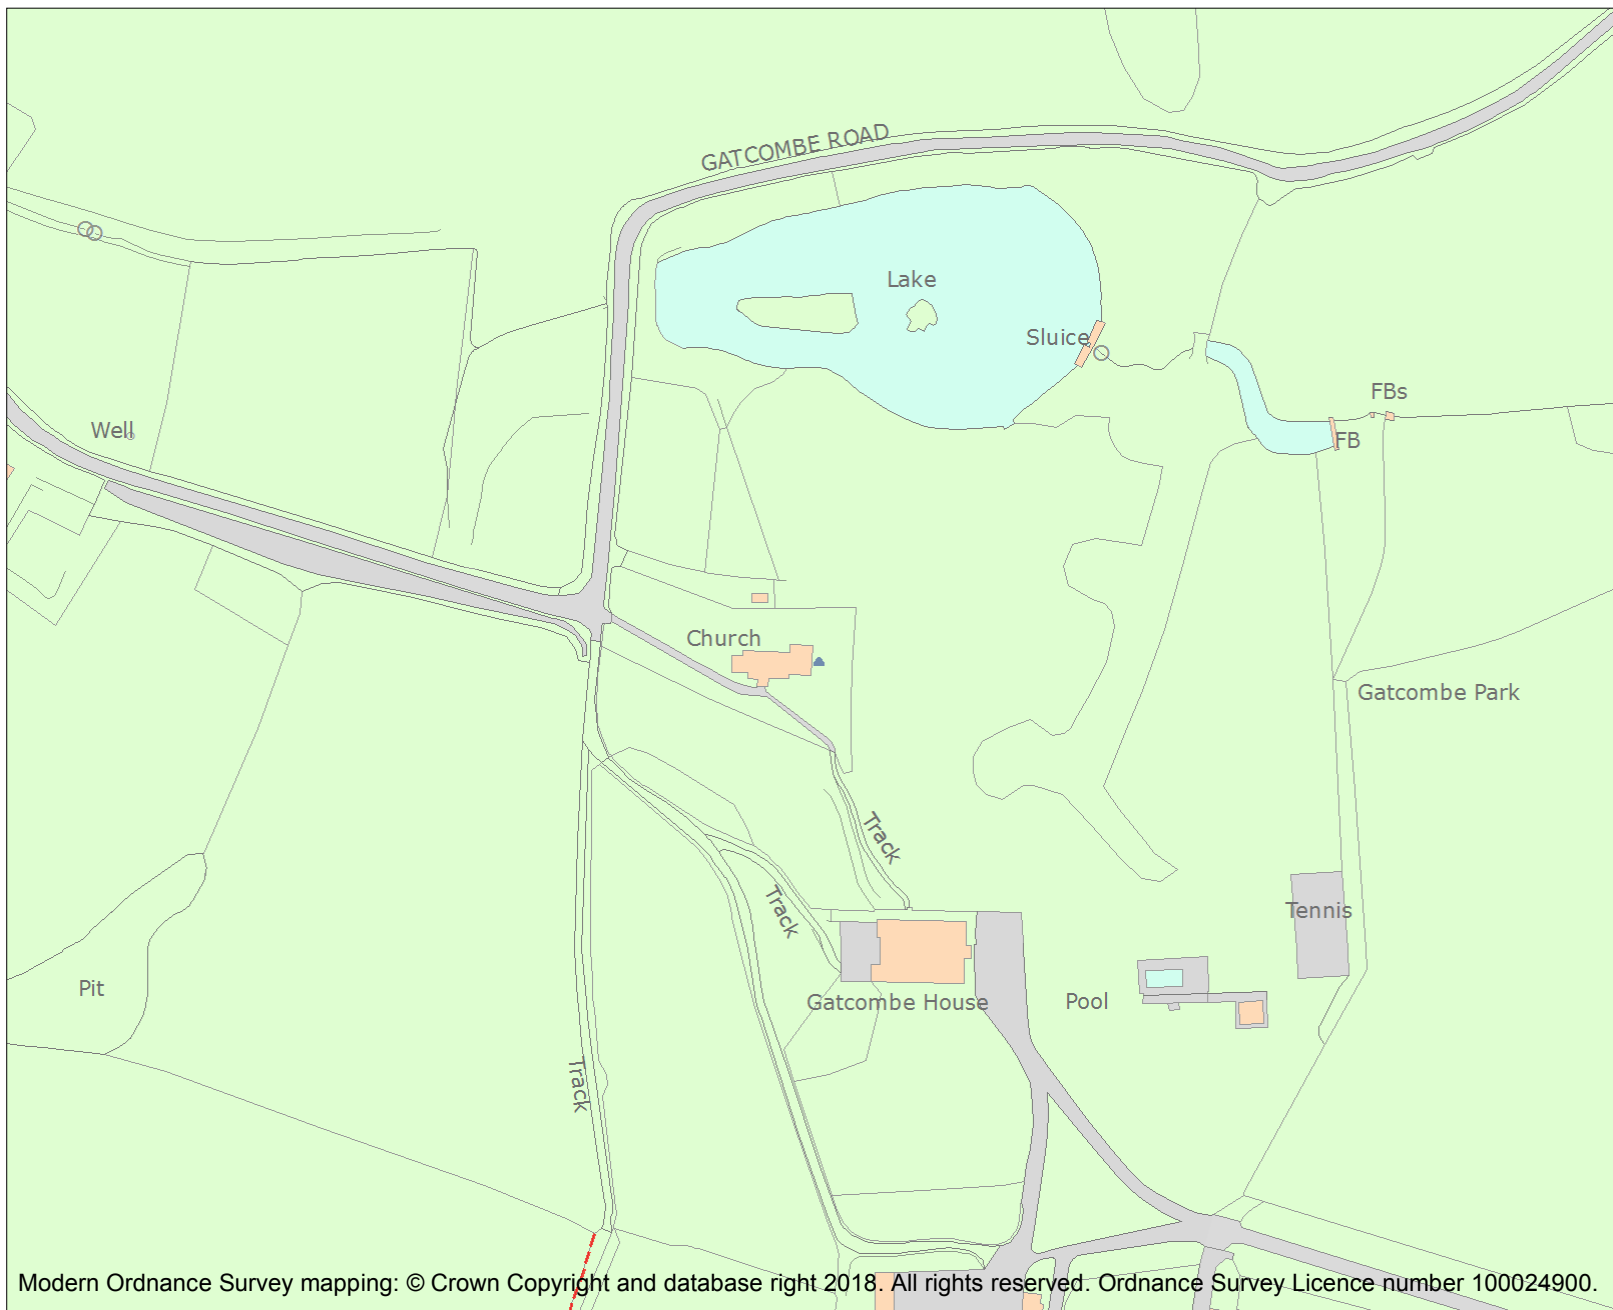 GATCOMBE ROAD
Lake
Sluice
FBs
Well
FB
Church
Gatcombe Park
Track
Track
Tennis
Pit
Gatcombe House
Pool
Track
Modern Ordnance Survey mapping: © Crown Copyright and database right 2018. All rights reserved. Ordnance Survey Licence number 100024900.